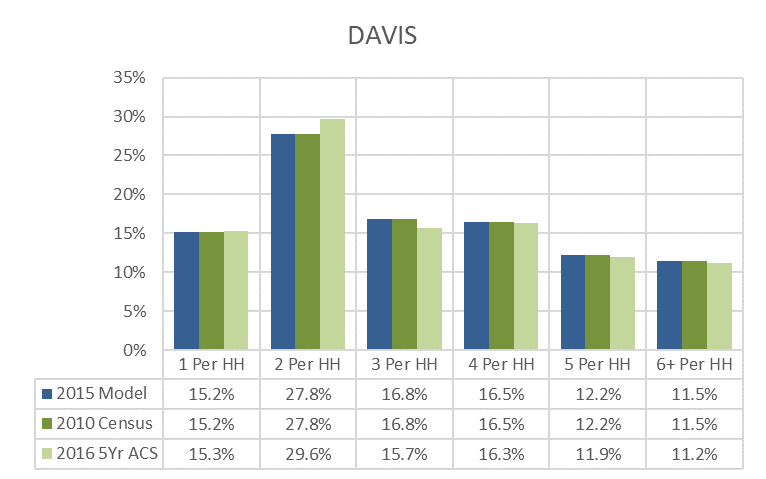 DAVIS
35%
30%
25%
20%
15%
10%
5%
0%
1 Per HH 2 Per HH 3 Per HH 4 Per HH 5 Per HH 6+ Per HH
2015 Model 15.2% 27.8% 16.8% 16.5% 12.2% 11.5%
2010 Census 15.2% 27.8% 16.8% 16.5% 12.2% 11.5%
2016 5Yr ACS 15.3% 29.6% 15.7% 16.3% 11.9% 11.2%